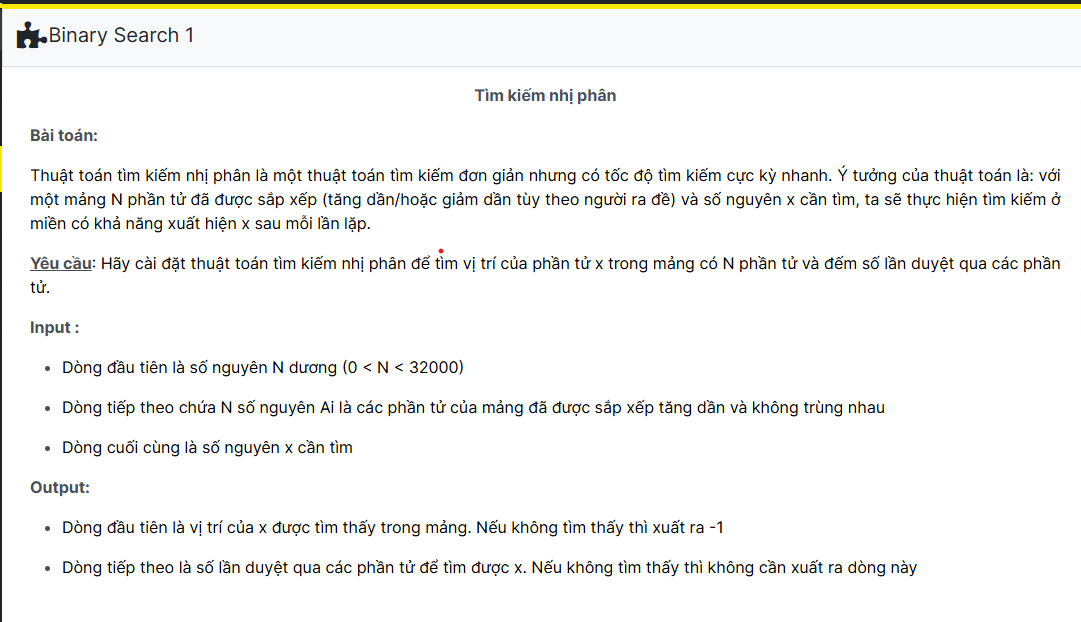 Binary Search 1
Tìm kiếm nhị phân
Bài toán:
Thuật toán tìm kiếm nhị phân là một thuật toán tìm kiếm đơn giản nhưng có tốc độ tìm kiếm cực kỳ nhanh. Ý tưởng của thuật toán là: với
một mảng N phần tử đã được sắp xếp (tăng dần/hoặc giảm dần tùy theo người ra đề) và số nguyên x cần tìm, ta sẽ thực hiện tìm kiếm ở
miền có khả năng xuất hiện x sau mỗi lần lặp.
Yêu cầu: Hãy cài đặt thuật toán tìm kiếm nhị phân để tìm vị trí của phần tử x trong mảng có N phần tử và đếm số lần duyệt qua các phần
tử.
Input :
• Dòng đầu tiên là số nguyên N dương (0 < N < 32000)
• Dòng tiếp theo chứa N số nguyên Ai là các phần tử của mảng đã được sắp xếp tăng dần và không trùng nhau
• Dòng cuối cùng là số nguyên x cần tìm
Output:
• Dòng đầu tiên là vị trí của x được tìm thấy trong mảng. Nếu không tìm thấy thì xuất ra -1
• Dòng tiếp theo là số lần duyệt qua các phần tử để tìm được x. Nếu không tìm thấy thì không cần xuất ra dòng này